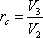 r_c = V_3 / V_2